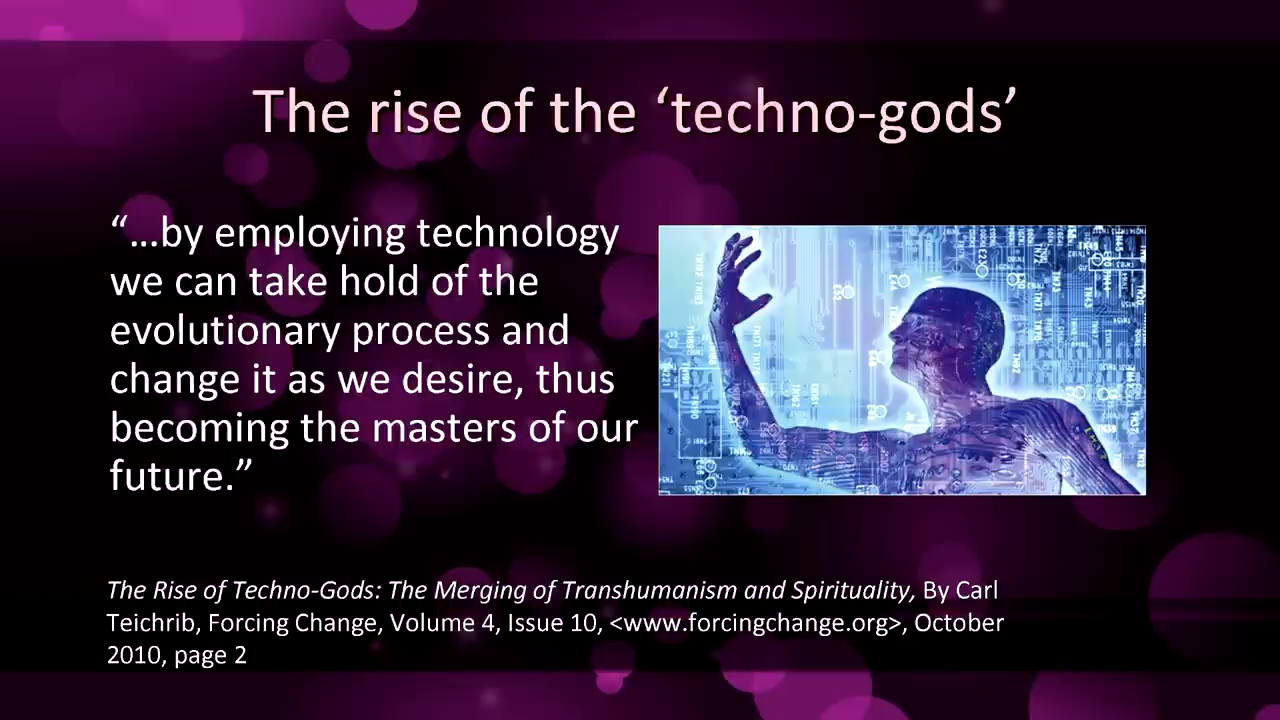 The rise of the ‘techno-gods’
“…by employing technology
we can take hold of the
evolutionary process and
change it as we desire, thus
becoming the masters of our
future.”
The Rise of Techno-Gods: The Merging of Transhumanism and Spirituality, By Carl
Teichrib, Forcing Change, Volume 4, Issue 10, <www.forcingchange.org>, October
2010, page 2